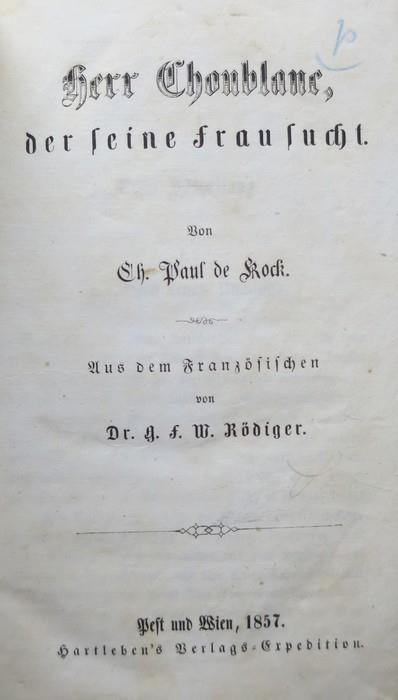 p
Herr Choublanc,
der seine Frau sucht.
Von
Ch. Paul de Kock.
Aus dem Französischen
von
Dr. G. F. W. Rödiger.
Pest und Wien, 1857.
Hartleben's Verlags-Expedition.